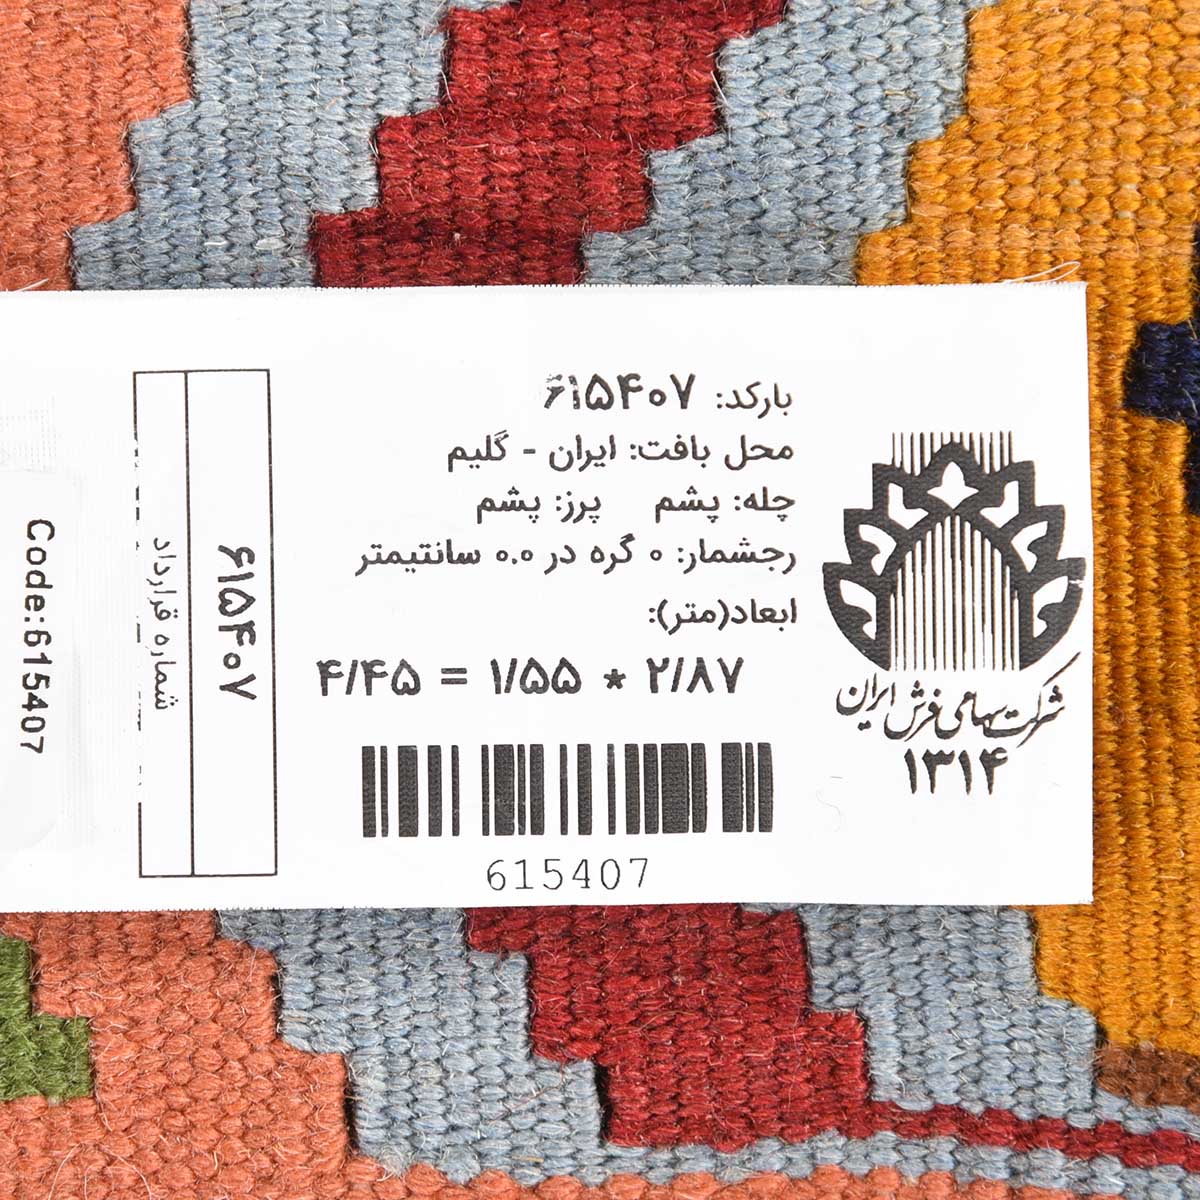 بارکد: ۶۱۵۴۰۷
محل بافت: ایران - گلیم
چله: پشم پرز: پشم
رجشمار: ۰ گره در ۰.۰ سانتیمتر
ابعاد(متر):
۲/۸۷ * ۱/۵۵ = ۴/۴۵
615407
شرکت سهامی فرش ایران
۱۳۱۴
۶۱۵۴۰۷
شماره قرارداد
Code:615407